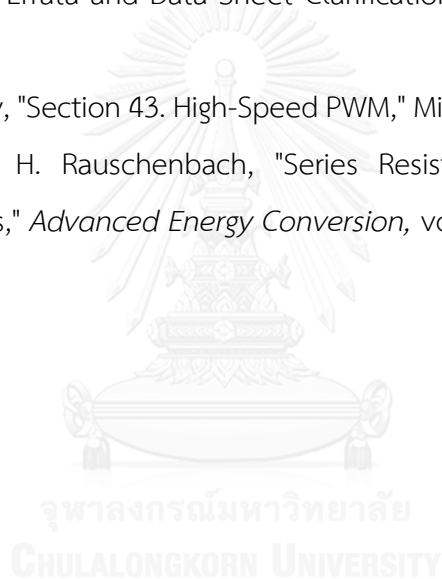 Errata and Data Sheet Clarification
y, "Section 43. High-Speed PWM," Mi
H. Rauschenbach, "Series Resist
s," Advanced Energy Conversion, vo
จุฬาลงกรณ์มหาวิทยาลัย
CHULALONGKORN UNIVERSITY